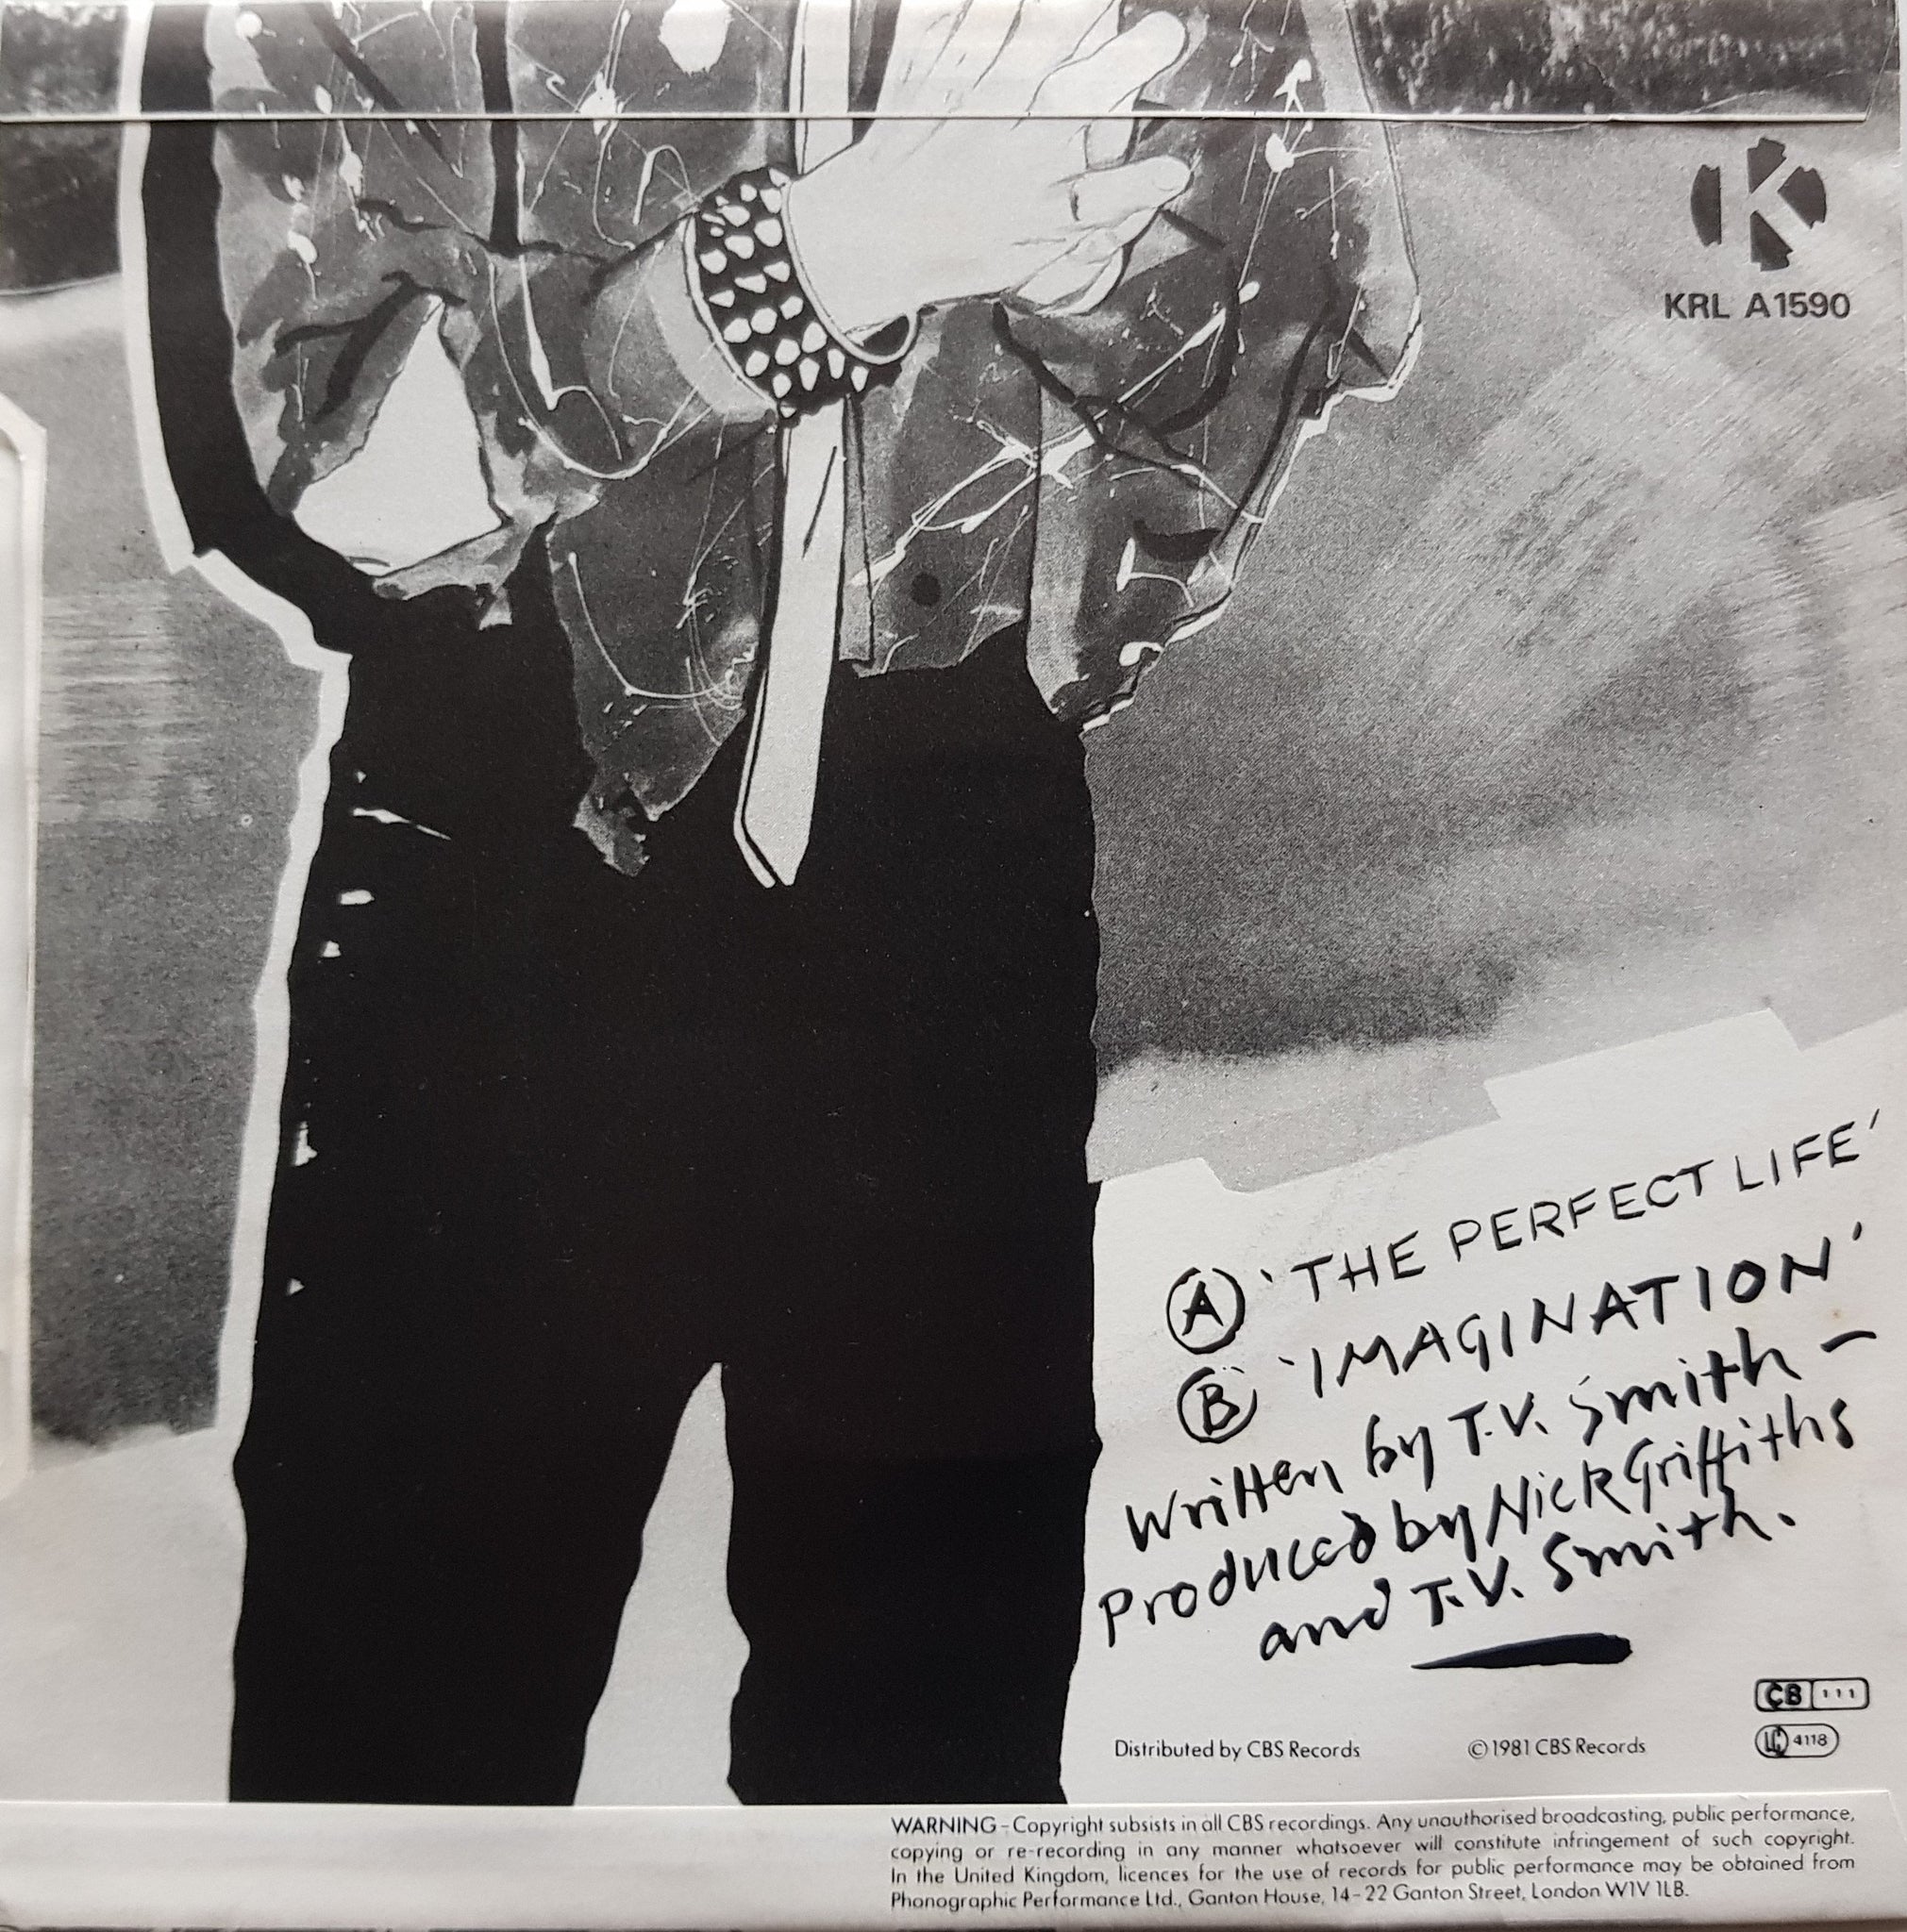 K
KRL A1590
A 'THE PERFECT LIFE'
B 'IMAGINATION'
Written by T.V. Smith -
Produced by Nick Griffiths
and T.V. Smith.
CB 111
LC 4118
Distributed by CBS Records ©1981 CBS Records
WARNING - Copyright subsists in all CBS recordings. Any unauthorised broadcasting, public performance,
copying or re-recording in any manner whatsoever will constitute infringement of such copyright.
In the United Kingdom, licences for the use of records for public performance may be obtained from
Phonographic Performance Ltd., Ganton House, 14-22 Ganton Street, London W1V 1LB.